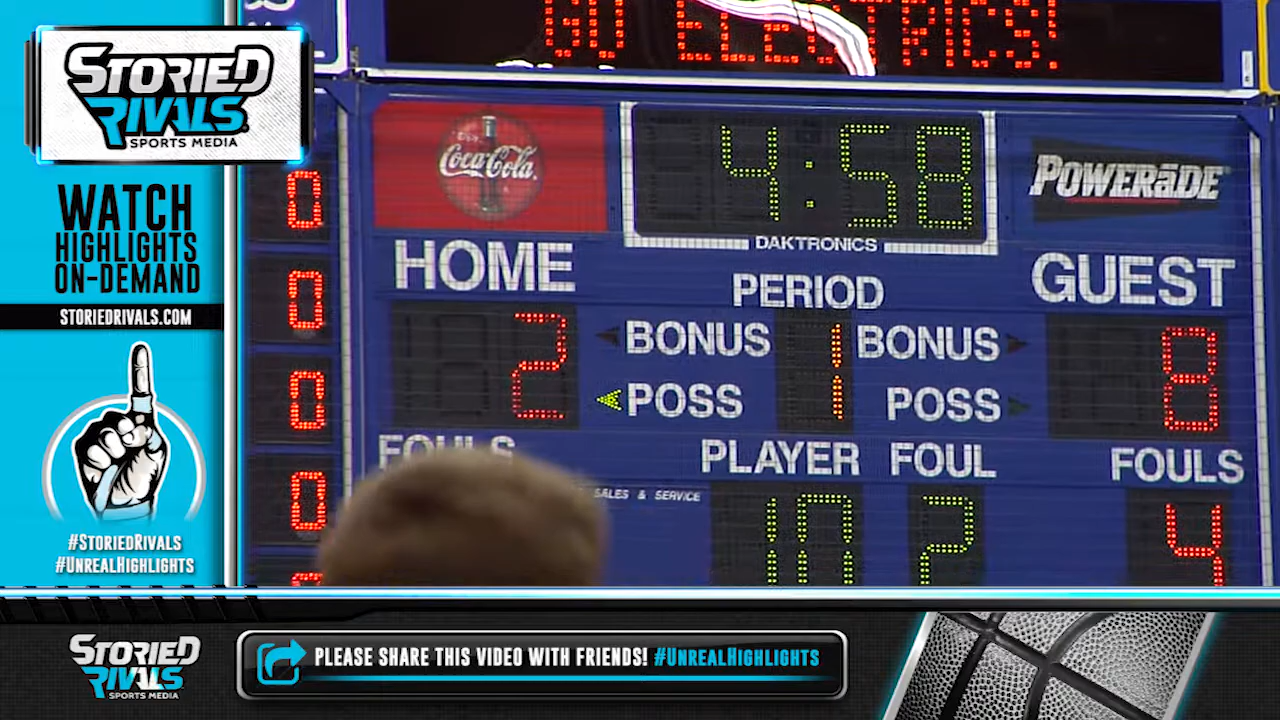 GO ELECTRICS!
STORIED
RIVALS
SPORTS MEDIA
WATCH
HIGHLIGHTS
ON-DEMAND
STORIEDRIVALS.COM
#STORIEDRIVALS
#UNREALHIGHLIGHTS
Coca-Cola
4:58
POWERADE
DAKTRONICS
HOME
PERIOD
GUEST
2
BONUS
1
BONUS
8
POSS
POSS
FOULS
PLAYER
FOUL
FOULS
SALES & SERVICE
10
2
4
0
0
0
0
STORIED
RIVALS
SPORTS MEDIA
PLEASE SHARE THIS VIDEO WITH FRIENDS! #UNREALHIGHLIGHTS